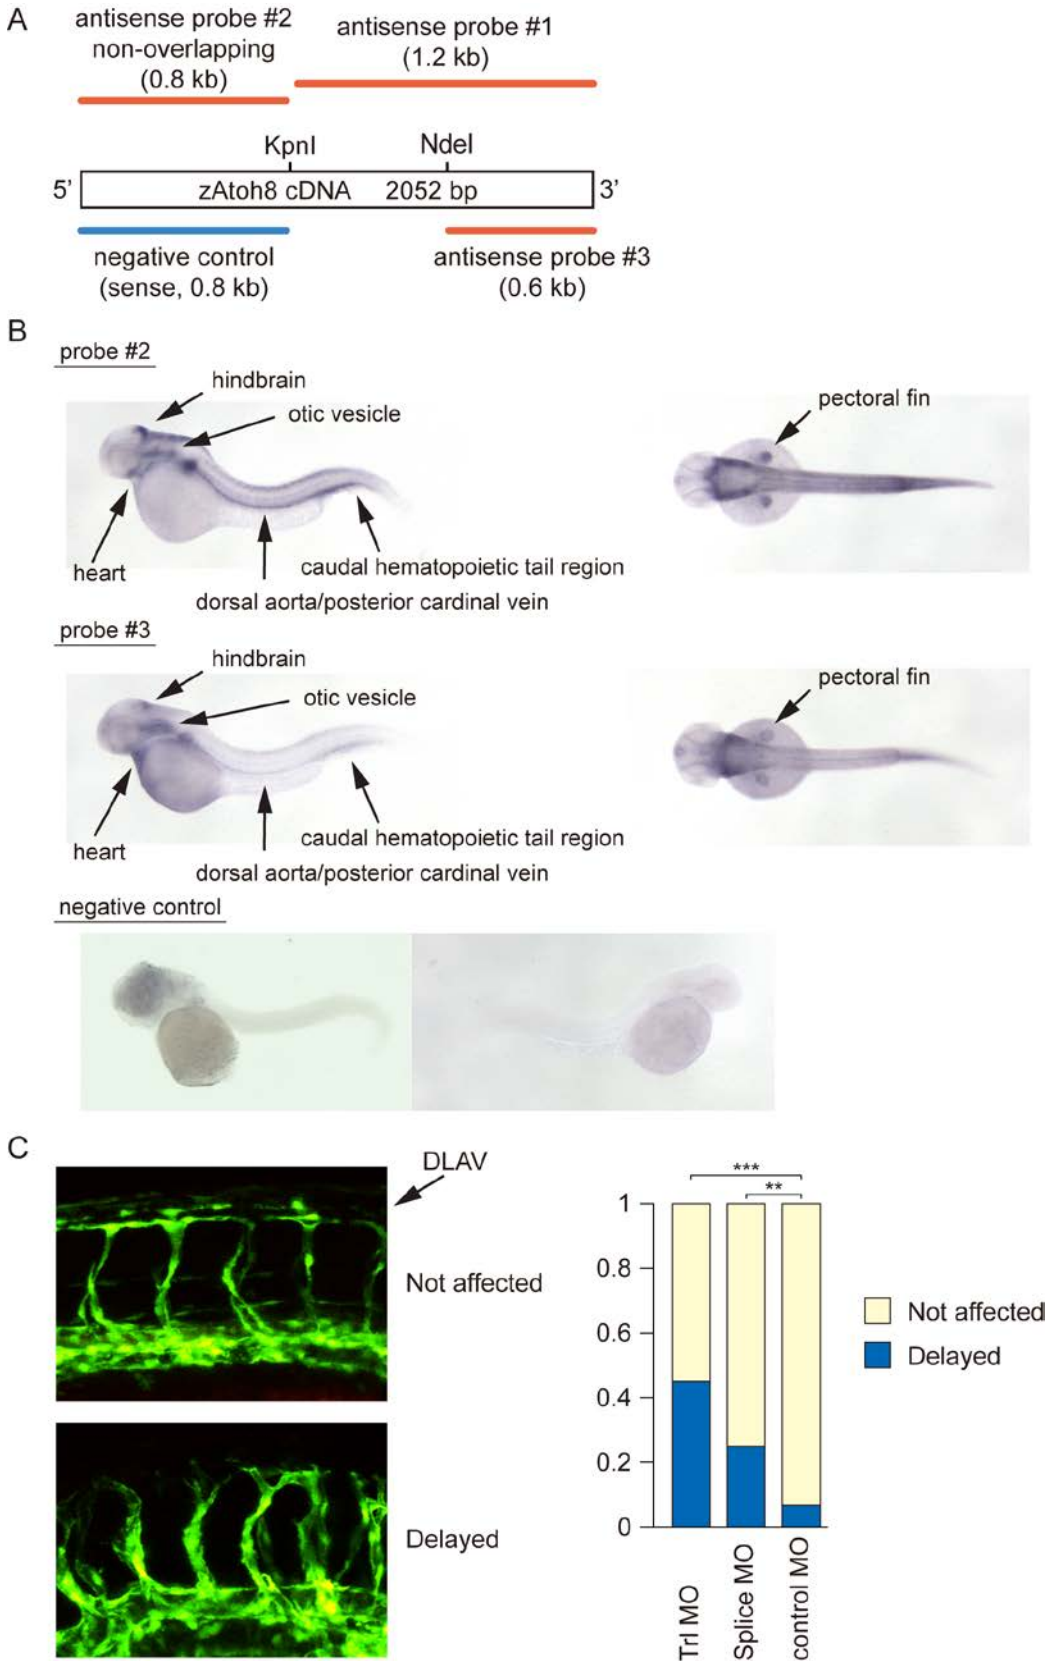 A
antisense probe #2
non-overlapping
(0.8 kb)
antisense probe #1
(1.2 kb)
KpnI
NdeI
5’
zAtoh8 cDNA
2052 bp
3’
negative control
(sense, 0.8 kb)
antisense probe #3
(0.6 kb)
B
probe #2
hindbrain
otic vesicle
heart
caudal hematopoietic tail region
dorsal aorta/posterior cardinal vein
pectoral fin
probe #3
hindbrain
otic vesicle
heart
caudal hematopoietic tail region
dorsal aorta/posterior cardinal vein
pectoral fin
negative control
C
DLAV
Not affected
Delayed
***
**
1
0.8
0.6
0.4
0.2
0
Trl MO
Splice MO
control MO
Not affected
Delayed